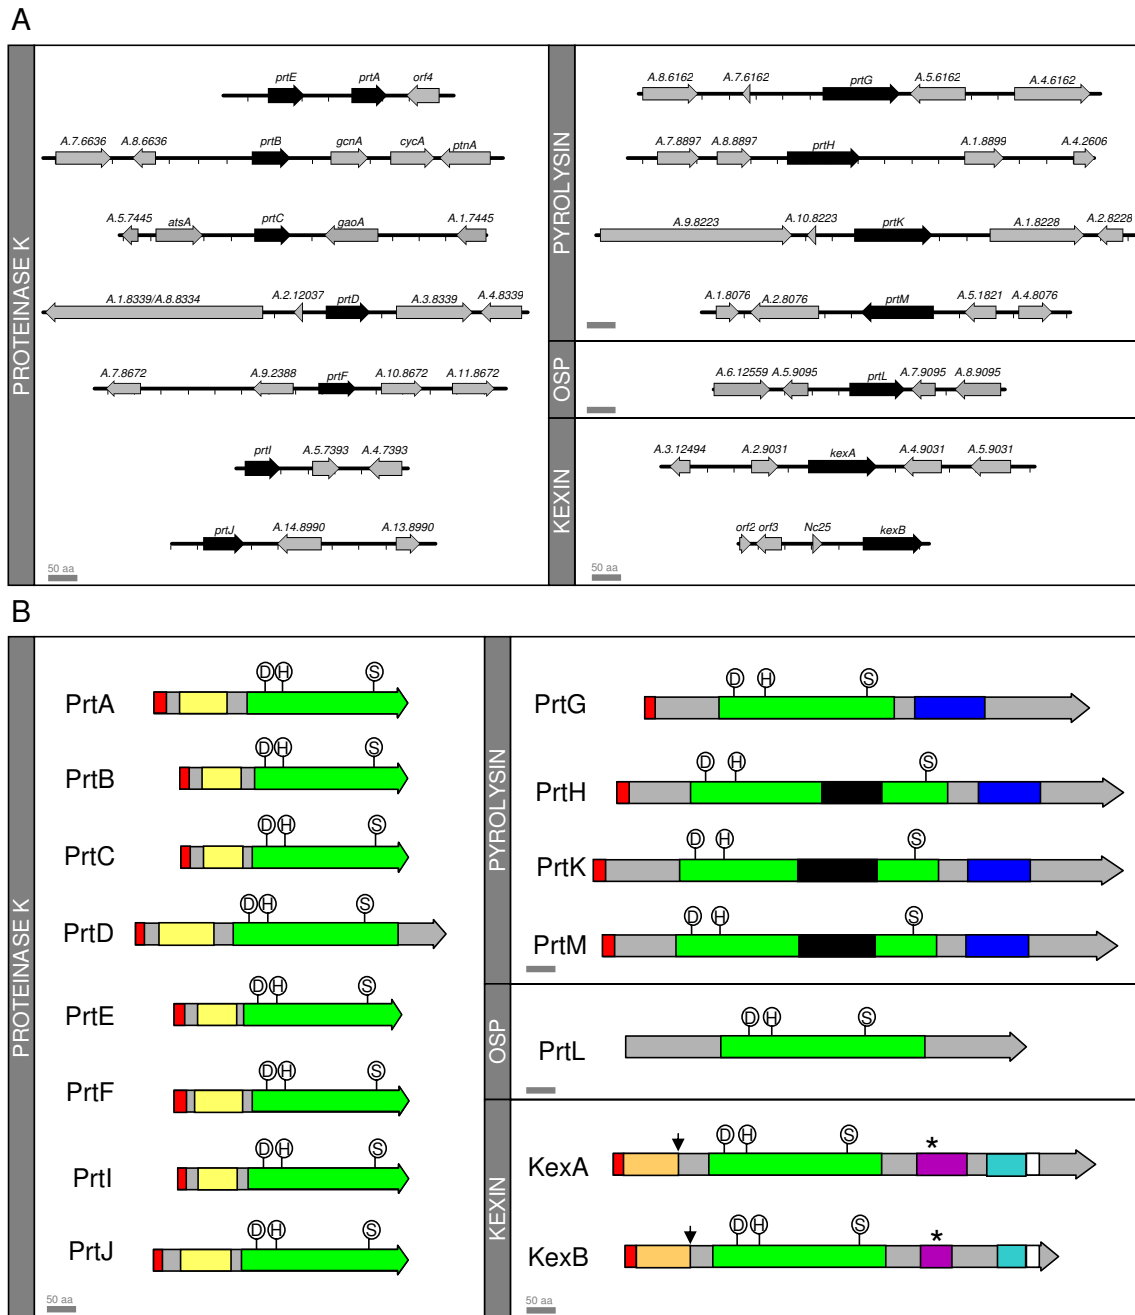 A
PROTEINASE K
prtE prtA orf4
A.7.6636 A.8.6636 prtB gcnA cycA ptnA
A.5.7445 atsA prtC gaoA A.1.7445
A.1.8339/A.8.8334 A.2.12037 prtD A.3.8339 A.4.8339
A.7.8672 A.9.2388 prtF A.10.8672 A.11.8672
prtI A.5.7393 A.4.7393
prtJ A.14.8990 A.13.8990
50 aa
PYROLYSIN
A.8.6162 A.7.6162 prtG A.5.6162 A.4.6162
A.7.8897 A.8.8897 prtH A.1.8899 A.4.2606
A.9.8223 A.10.8223 prtK A.1.8228 A.2.8228
A.1.8076 A.2.8076 prtM A.5.1821 A.4.8076
OSP
A.6.12559 A.5.9095 prtL A.7.9095 A.8.9095
KEXIN
A.3.12494 A.2.9031 kexA A.4.9031 A.5.9031
orf2 orf3 Nc25 kexB
50 aa
B
PROTEINASE K
D H S
PrtA
D H S
PrtB
D H S
PrtC
D H S
PrtD
D H S
PrtE
D H S
PrtF
D H S
PrtI
D H S
PrtJ
50 aa
PYROLYSIN
D H S
PrtG
D H S
PrtH
D H S
PrtK
D H S
PrtM
OSP
D H S
PrtL
KEXIN
D H S *
KexA
D H S *
KexB
50 aa